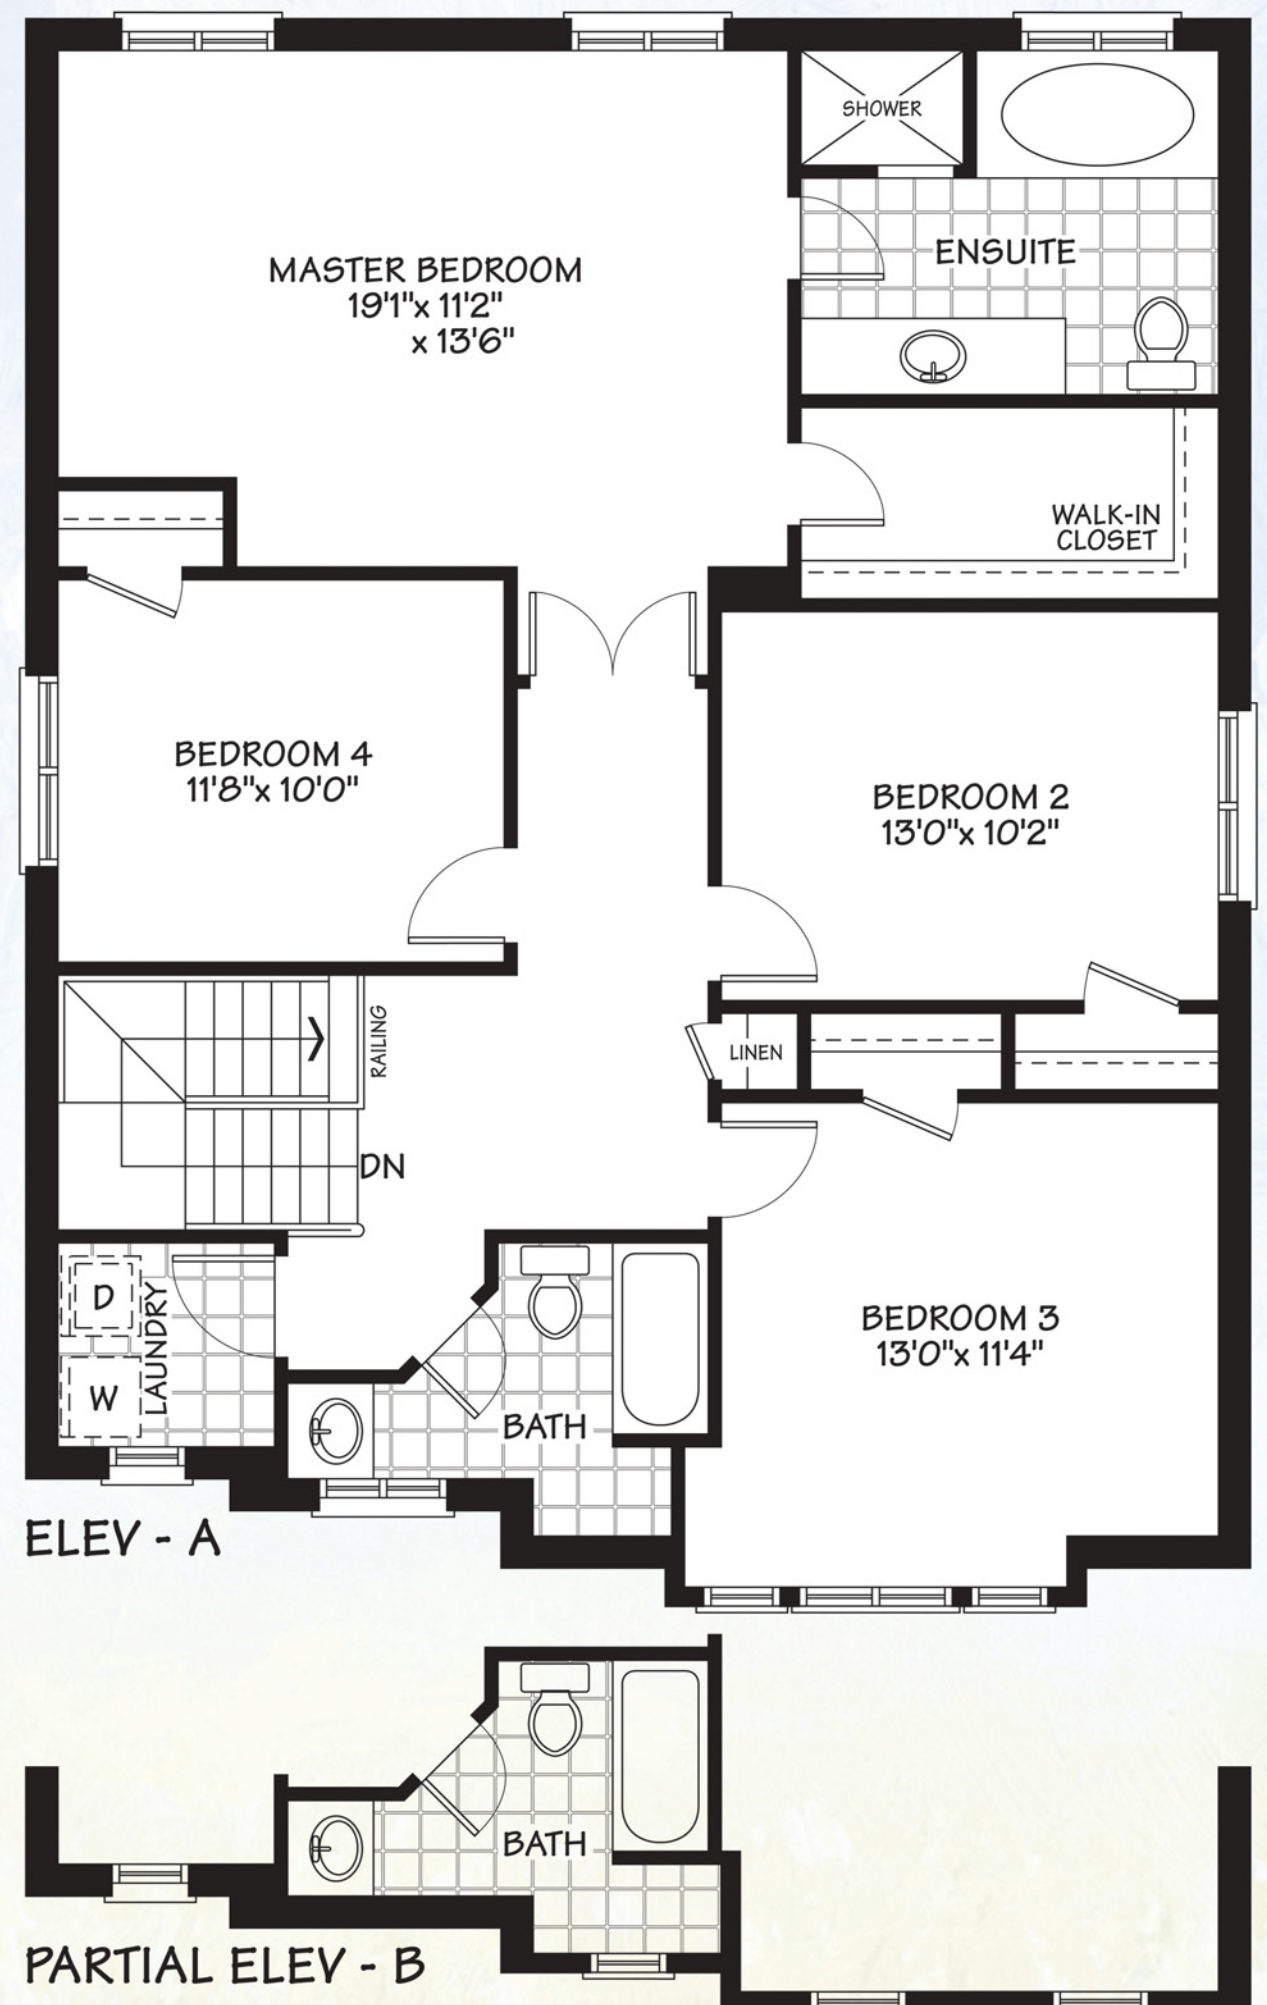 SHOWER
ENSUITE
MASTER BEDROOM
19'1"x 11'2"
x 13'6"
WALK-IN
CLOSET
BEDROOM 4
11'8"x 10'0"
BEDROOM 2
13'0"x 10'2"
RAILING
LINEN
DN
D
LAUNDRY
W
BEDROOM 3
13'0"x 11'4"
BATH
ELEV - A
BATH
PARTIAL ELEV - B